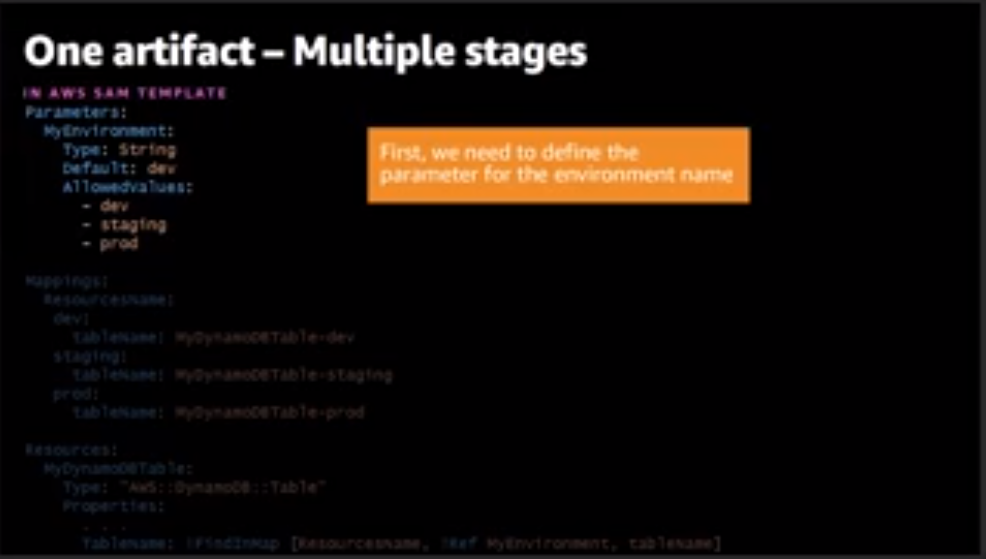 One artifact – Multiple stages
IN AWS SAM TEMPLATE
Parameters:
MyEnvironment:
Type: String
Default: dev
AllowedValues:
- dev
- staging
- prod
First, we need to define the
parameter for the environment name
Mappings:
ResourcesName:
dev:
tableName: MyDynamoDBTable-dev
staging:
tableName: MyDynamoDBTable-staging
prod:
tableName: MyDynamoDBTable-prod
Resources:
MyDynamoDBTable:
Type: "AWS::DynamoDB::Table"
Properties:
. . .
TableName: !FindInMap [ResourcesName, !Ref MyEnvironment, tableName]